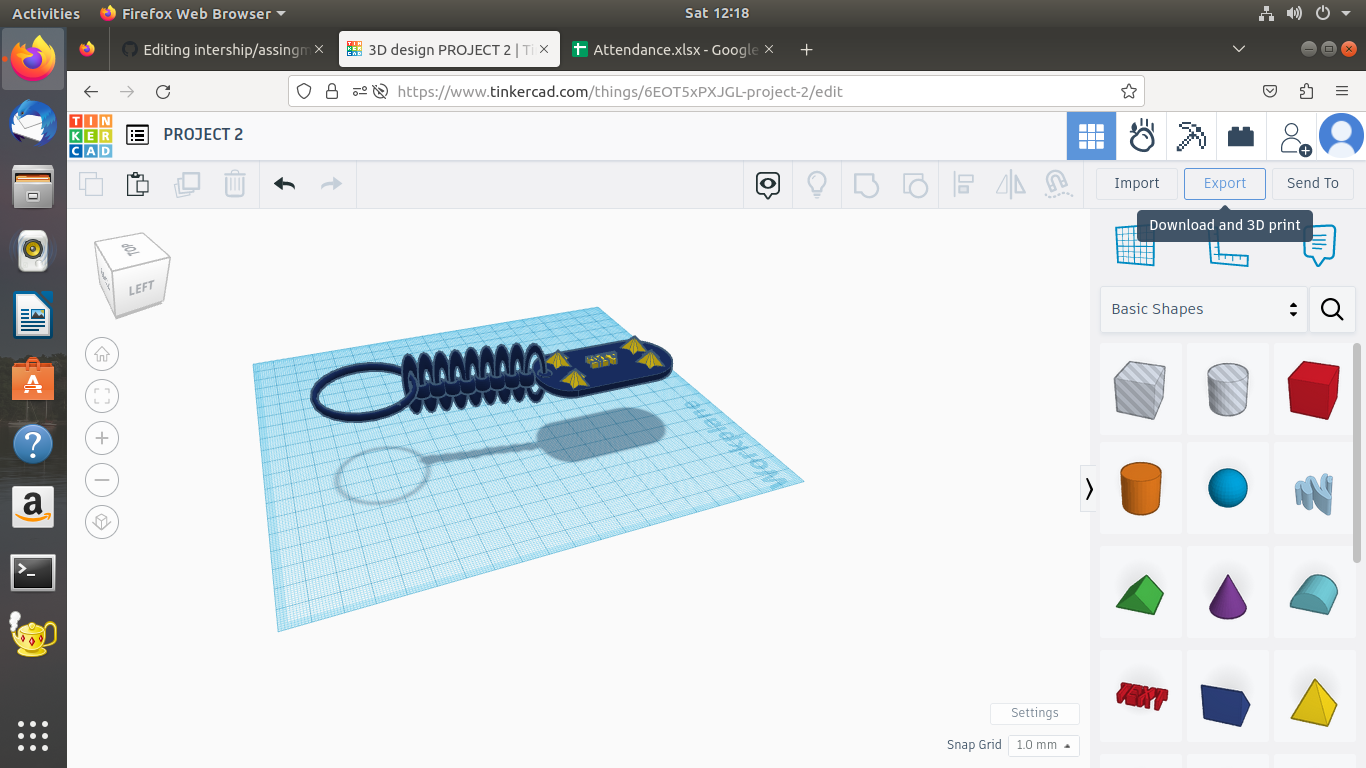 Activities Firefox Web Browser Sat 12:18
Editing intership/assingm 3D design PROJECT 2 | Ti Attendance.xlsx - Google
https://www.tinkercad.com/things/6EOT5xPXJGL-project-2/edit
TIN
KER
CAD
PROJECT 2
Import Export Send To
Download and 3D print
TOP
LEFT
Basic Shapes
Workplane
TEXT
Settings
Snap Grid 1.0 mm